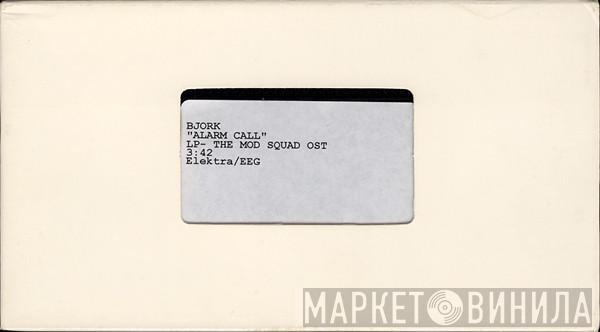 BJORK
"ALARM CALL"
LP- THE MOD SQUAD OST
3:42
Elektra/EEG
МАРКЕТ ВИНИЛА